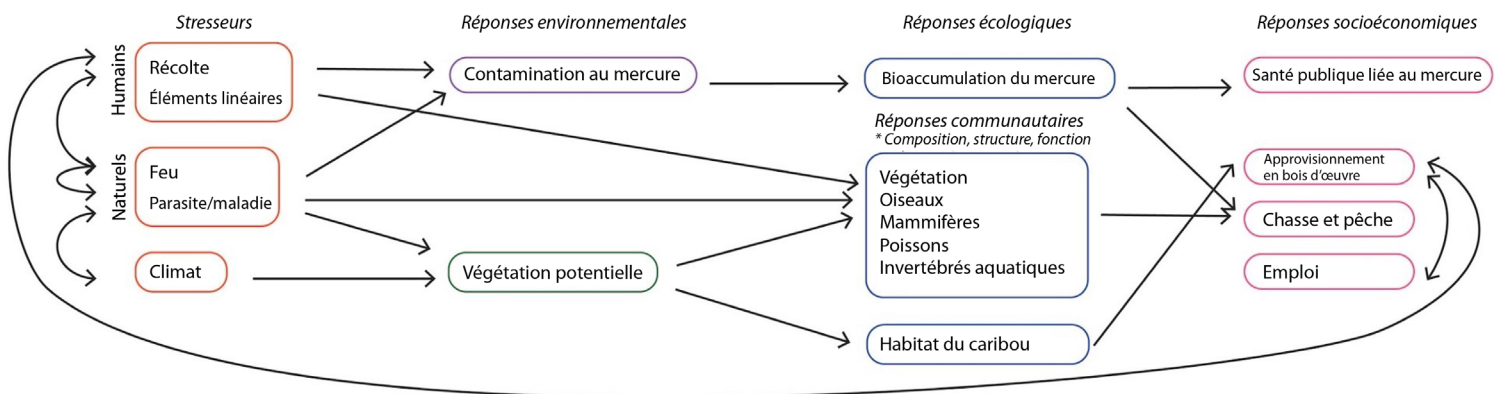 Stresseurs
Réponses environnementales
Réponses écologiques
Réponses socioéconomiques
Humains
Récolte
Éléments linéaires
Naturels
Feu
Parasite/maladie
Climat
Contamination au mercure
Végétation potentielle
Bioaccumulation du mercure
Réponses communautaires
* Composition, structure, fonction
Végétation
Oiseaux
Mammifères
Poissons
Invertébrés aquatiques
Habitat du caribou
Santé publique liée au mercure
Approvisionnement
en bois d’œuvre
Chasse et pêche
Emploi